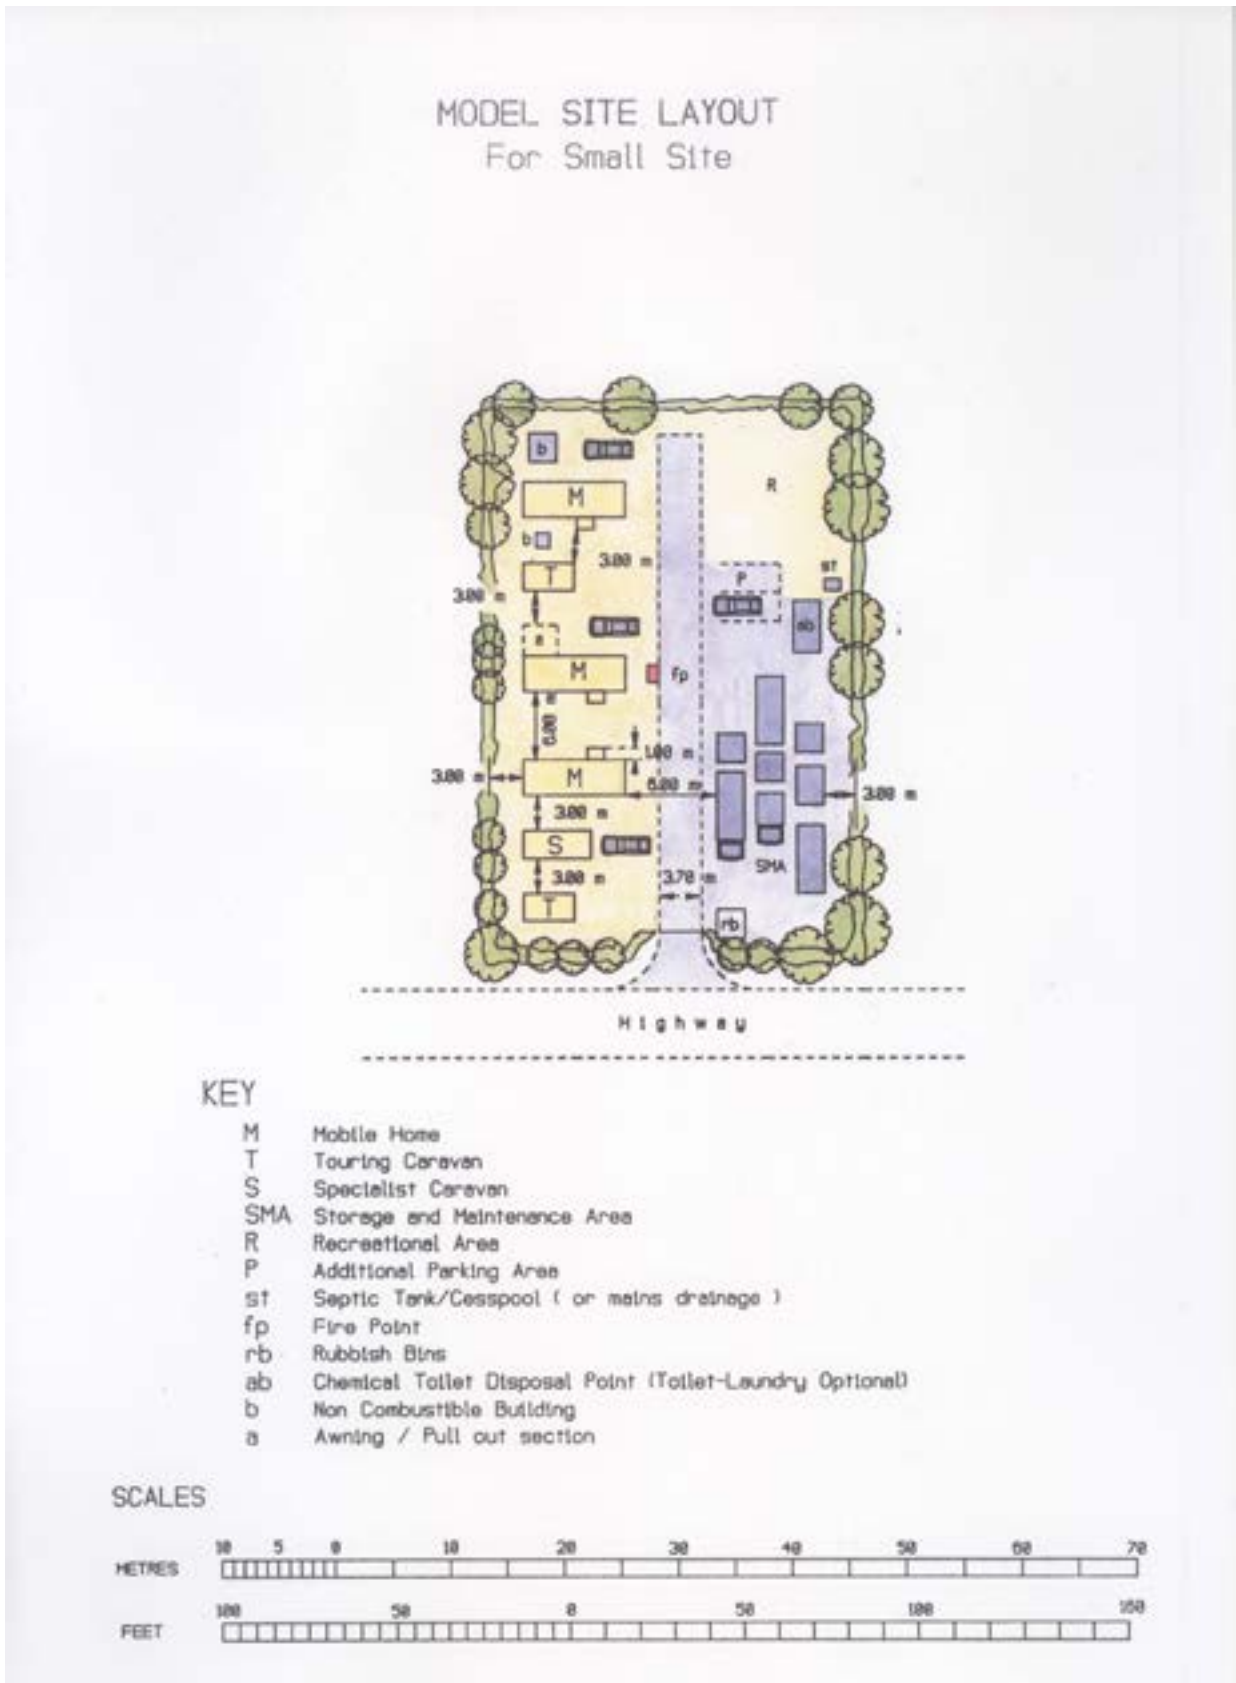 MODEL SITE LAYOUT
For Small Site
b
M
R
b
3.00 m
T
P
st
3.00 m
a
ab
M
fp
6.00 m
1.00 m
3.00 m
M
6.00 m
3.00 m
3.00 m
S
SMA
3.00 m
3.70 m
T
rb
Highway
KEY
M Mobile Home
T Touring Caravan
S Specialist Caravan
SMA Storage and Maintenance Area
R Recreational Area
P Additional Parking Area
st Septic Tank/Cesspool ( or mains drainage )
fp Fire Point
rb Rubbish Bins
ab Chemical Toilet Disposal Point (Toilet-Laundry Optional)
b Non Combustible Building
a Awning / Pull out section
SCALES
10 5 0 10 20 30 40 50 60 70
METRES
100 50 0 50 100 150
FEET